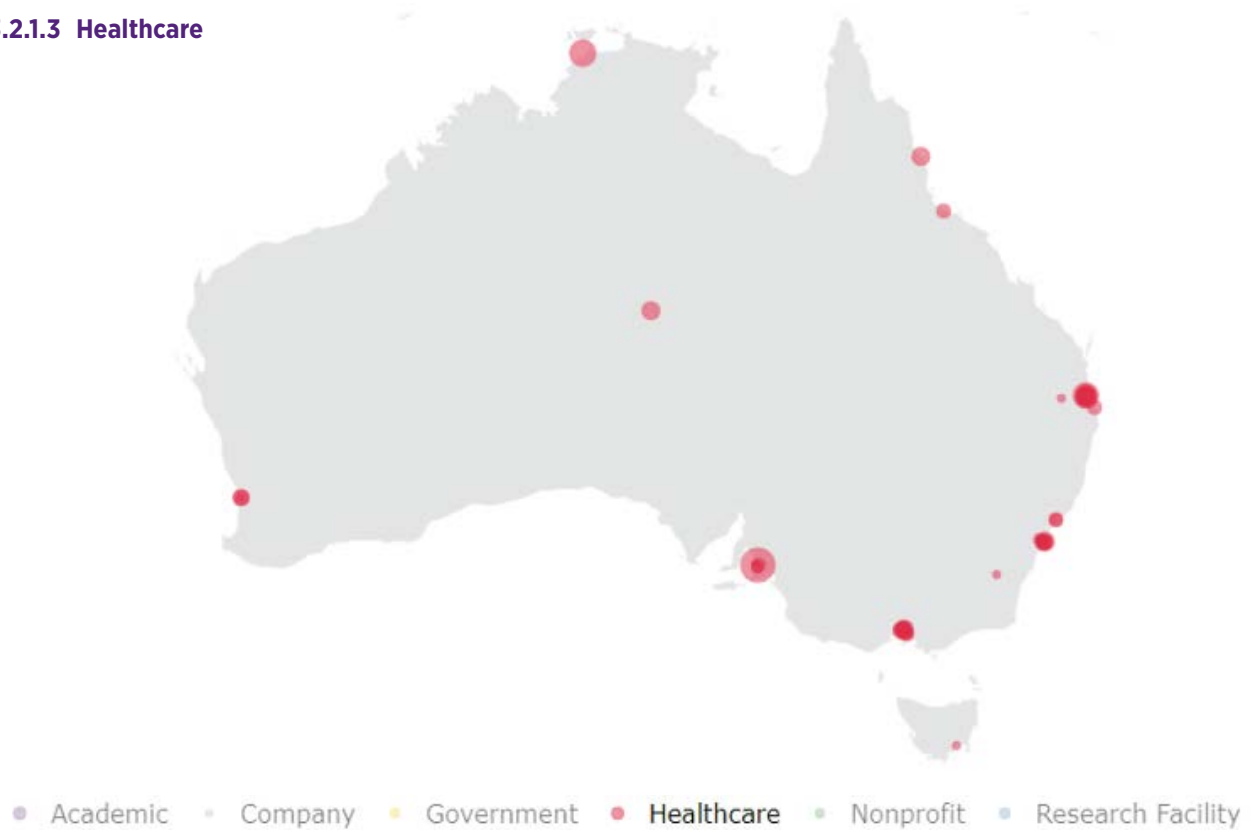 .2.1.3 Healthcare
Academic Company Government Healthcare Nonprofit Research Facility